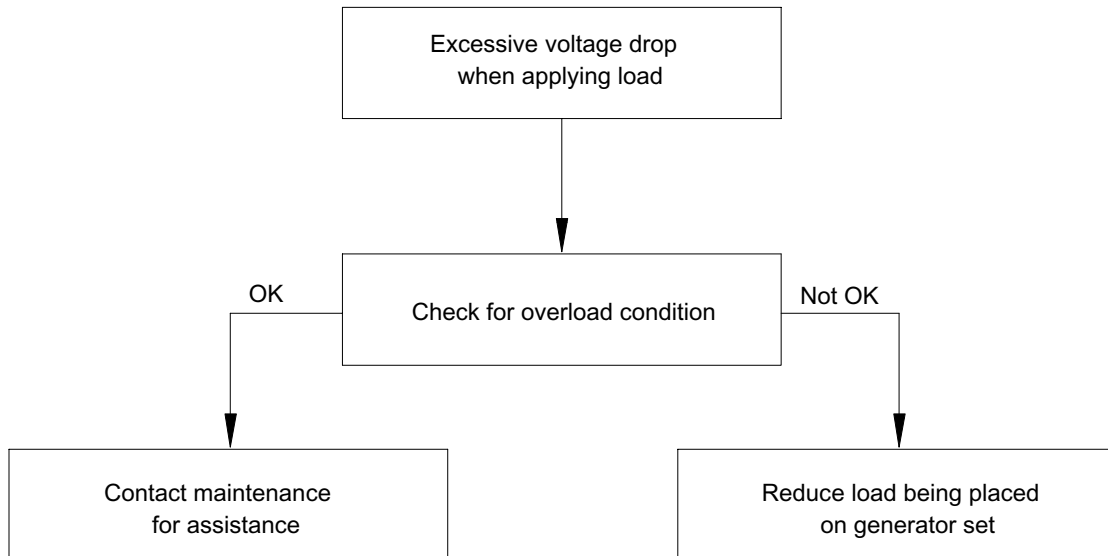 Excessive voltage drop
when applying load
OK
Check for overload condition
Not OK
Contact maintenance
for assistance
Reduce load being placed
on generator set